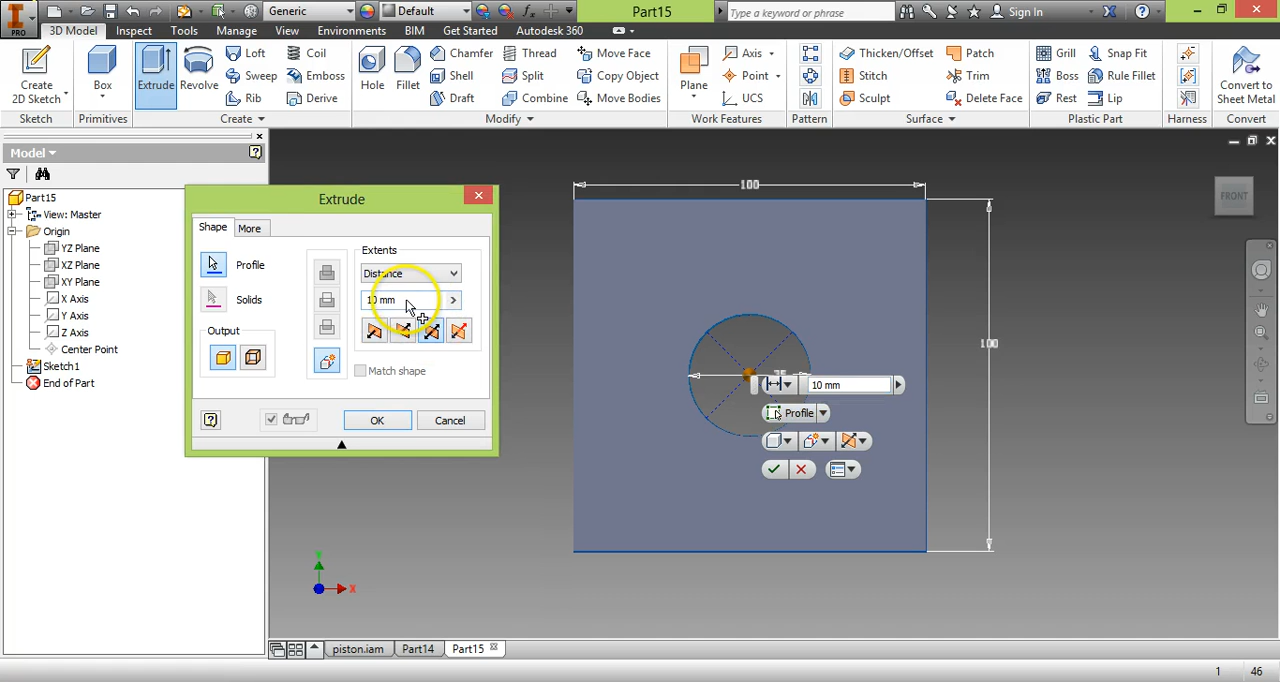 Generic
Default
Part15
Type a keyword or phrase
Sign In
PRO
3D Model
Inspect
Tools
Manage
View
Environments
BIM
Get Started
Autodesk 360
Create
2D Sketch
Box
Extrude
Revolve
Loft
Sweep
Rib
Coil
Emboss
Derive
Hole
Fillet
Chamfer
Shell
Draft
Thread
Split
Combine
Move Face
Copy Object
Move Bodies
Plane
Axis
Point
UCS
Thicken/Offset
Stitch
Sculpt
Patch
Trim
Delete Face
Grill
Boss
Rest
Snap Fit
Rule Fillet
Lip
Convert to
Sheet Metal
Sketch
Primitives
Create
Modify
Work Features
Pattern
Surface
Plastic Part
Harness
Convert
Model
Part15
View: Master
Origin
YZ Plane
XZ Plane
XY Plane
X Axis
Y Axis
Z Axis
Center Point
Sketch1
End of Part
Extrude
Shape
More
Profile
Solids
Output
Extents
Distance
10 mm
Match shape
OK
Cancel
100
100
10 mm
Profile
FRONT
Y
X
piston.iam
Part14
Part15
1
46